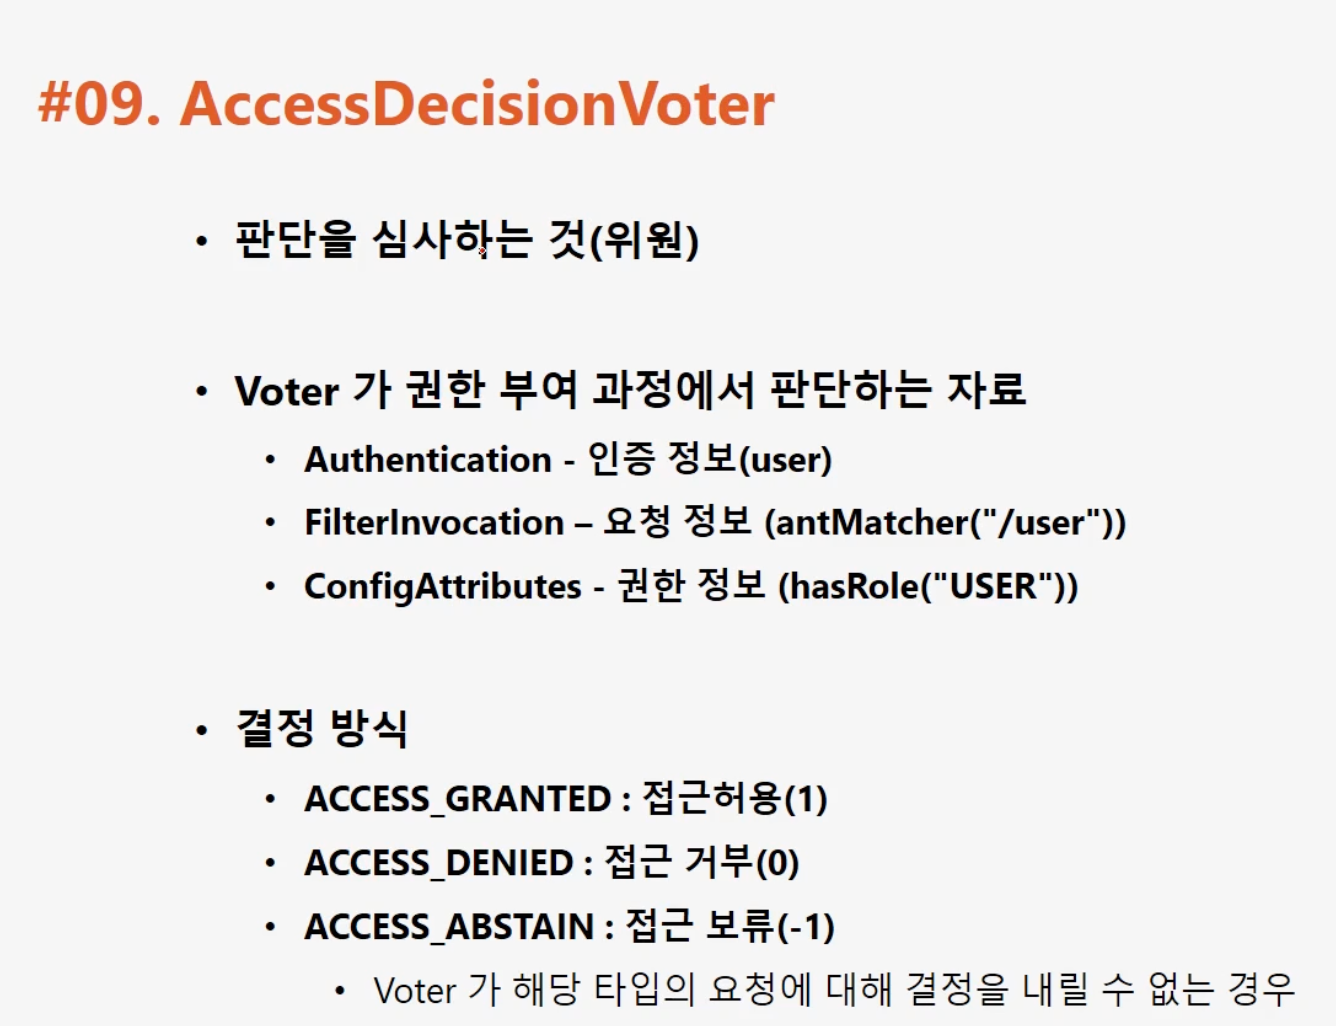 #09. AccessDecisionVoter
• 판단을 심사하는 것(위원)
• Voter 가 권한 부여 과정에서 판단하는 자료
• Authentication - 인증 정보(user)
• FilterInvocation – 요청 정보 (antMatcher("/user"))
• ConfigAttributes - 권한 정보 (hasRole("USER"))
• 결정 방식
• ACCESS_GRANTED : 접근허용(1)
• ACCESS_DENIED : 접근 거부(0)
• ACCESS_ABSTAIN : 접근 보류(-1)
• Voter 가 해당 타입의 요청에 대해 결정을 내릴 수 없는 경우